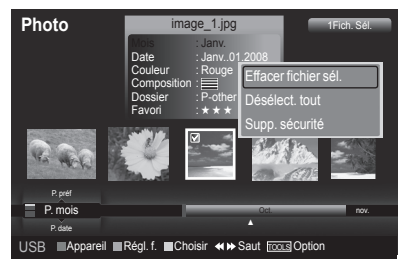 Photo
image_1.jpg
1Fich. Sél.
Mois : Janv.
Date : Janv..01.2008
Couleur : Rouge
Composition :
Dossier : P-other
Favori : ★ ★ ★
Effacer fichier sél.
Désélect. tout
Supp. sécurité
P. préf
P. mois
P. date
Oct.
nov.
USB Appareil Régl. f. Choisir Saut TOOLS Option